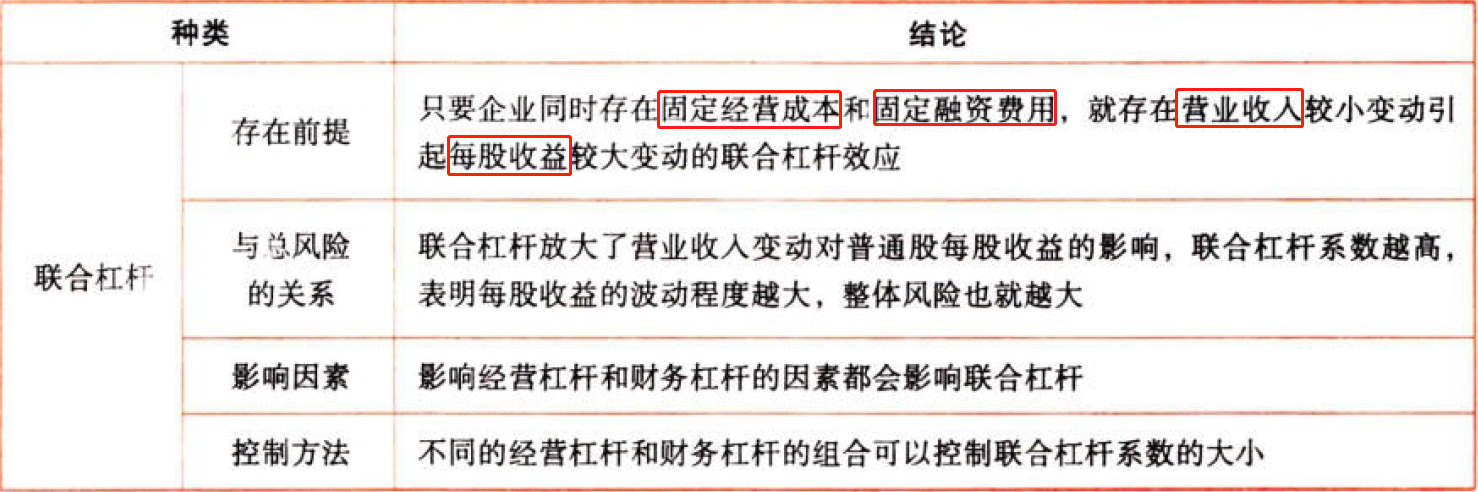 种类
结论
联合杠杆
存在前提
只要企业同时存在固定经营成本和固定融资费用，就存在营业收入较小变动引
起每股收益较大变动的联合杠杆效应
与总风险
的关系
联合杠杆放大了营业收入变动对普通股每股收益的影响，联合杠杆系数越高，
表明每股收益的波动程度越大，整体风险也就越大
影响因素
影响经营杠杆和财务杠杆的因素都会影响联合杠杆
控制方法
不同的经营杠杆和财务杠杆的组合可以控制联合杠杆系数的大小